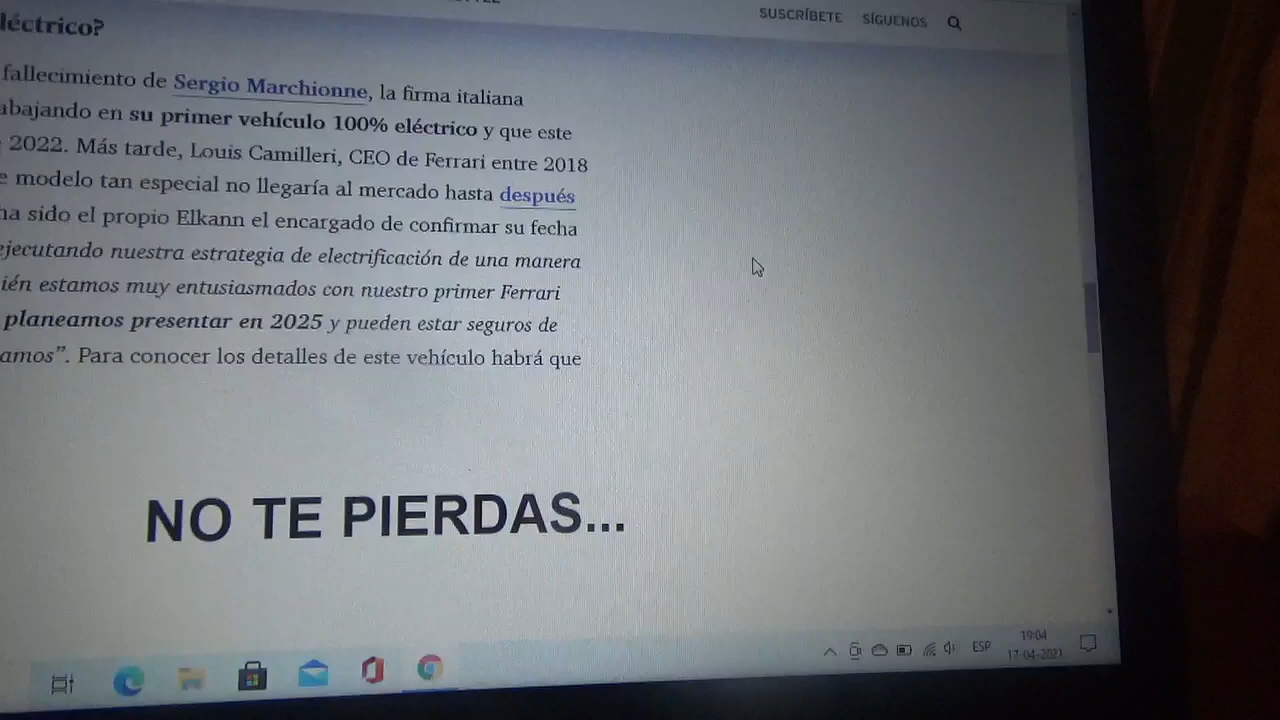 SUSCRÍBETE SÍGUENOS
léctrico?
fallecimiento de Sergio Marchionne, la firma italiana
abajando en su primer vehículo 100% eléctrico y que este
2022. Más tarde, Louis Camilleri, CEO de Ferrari entre 2018
e modelo tan especial no llegaría al mercado hasta después
ha sido el propio Elkann el encargado de confirmar su fecha
ejecutando nuestra estrategia de electrificación de una manera
ién estamos muy entusiasmados con nuestro primer Ferrari
planeamos presentar en 2025 y pueden estar seguros de
amos”. Para conocer los detalles de este vehículo habrá que
NO TE PIERDAS...
ESP
19:04
17-04-2021